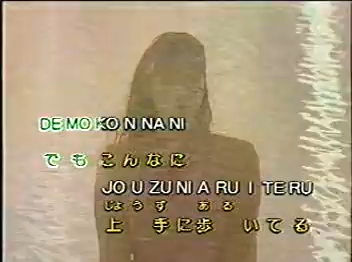 DE MO KO N NA NI
でもこんなに
JO U ZU NI A RU I TE RU
じょうず ある
上 手に歩 いてる